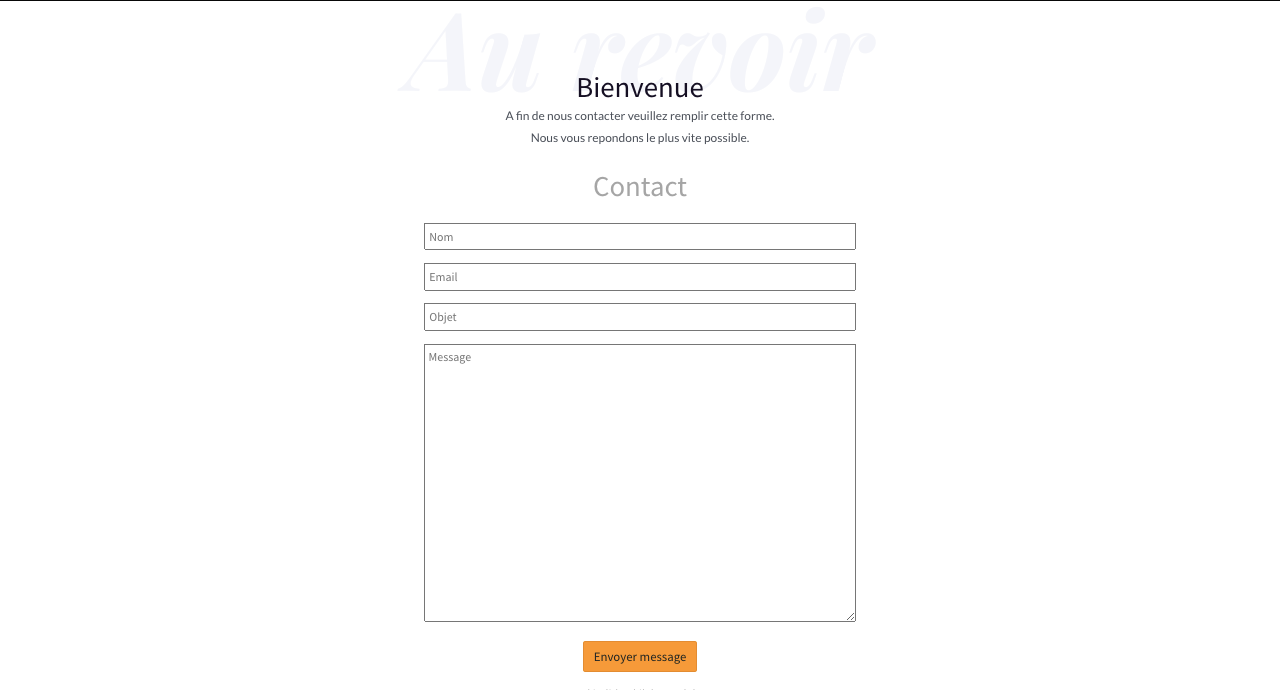 Au revoir
Bienvenue
A fin de nous contacter veuillez remplir cette forme.
Nous vous repondons le plus vite possible.
Contact
Nom
Email
Objet
Message
Envoyer message